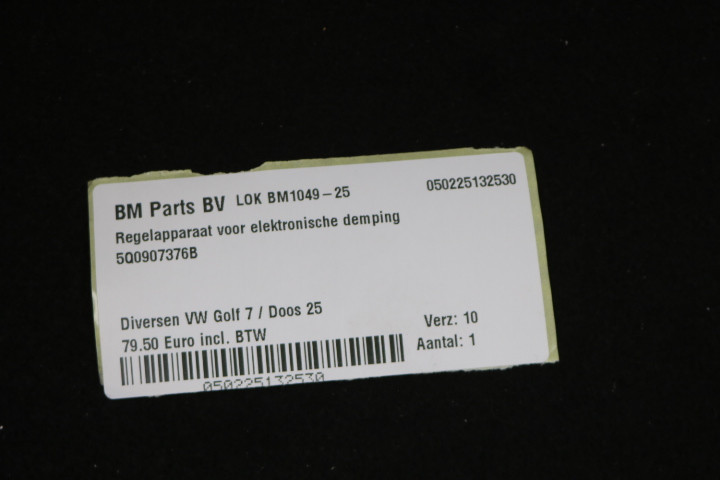 BM Parts BV LOK BM1049-25 050225132530
Regelapparaat voor elektronische demping
5Q0907376B
Diversen VW Golf 7 / Doos 25
79.50 Euro incl. BTW
Verz: 10
Aantal: 1
050225132530